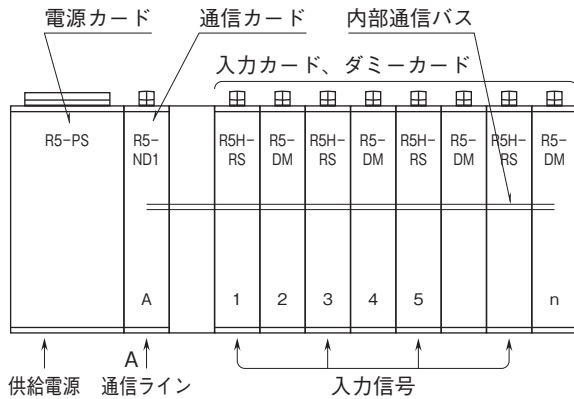 電源カード
通信カード
内部通信バス
入力カード、ダミーカード
R5-PS
R5-
ND1
R5H-
RS
R5-
DM
R5H-
RS
R5-
DM
R5H-
RS
R5-
DM
R5H-
RS
R5-
DM
A
1
2
3
4
5
n
A
供給電源
通信ライン
入力信号